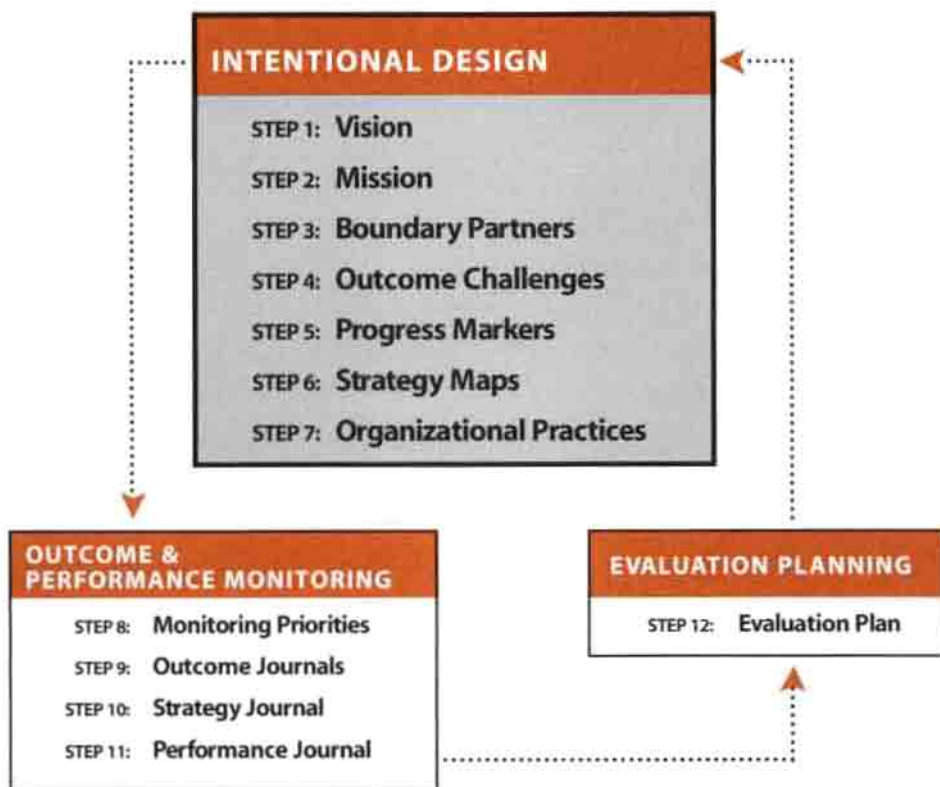 INTENTIONAL DESIGN
STEP 1: Vision
STEP 2: Mission
STEP 3: Boundary Partners
STEP 4: Outcome Challenges
STEP 5: Progress Markers
STEP 6: Strategy Maps
STEP 7: Organizational Practices
OUTCOME &
PERFORMANCE MONITORING
STEP 8: Monitoring Priorities
STEP 9: Outcome Journals
STEP 10: Strategy Journal
STEP 11: Performance Journal
EVALUATION PLANNING
STEP 12: Evaluation Plan